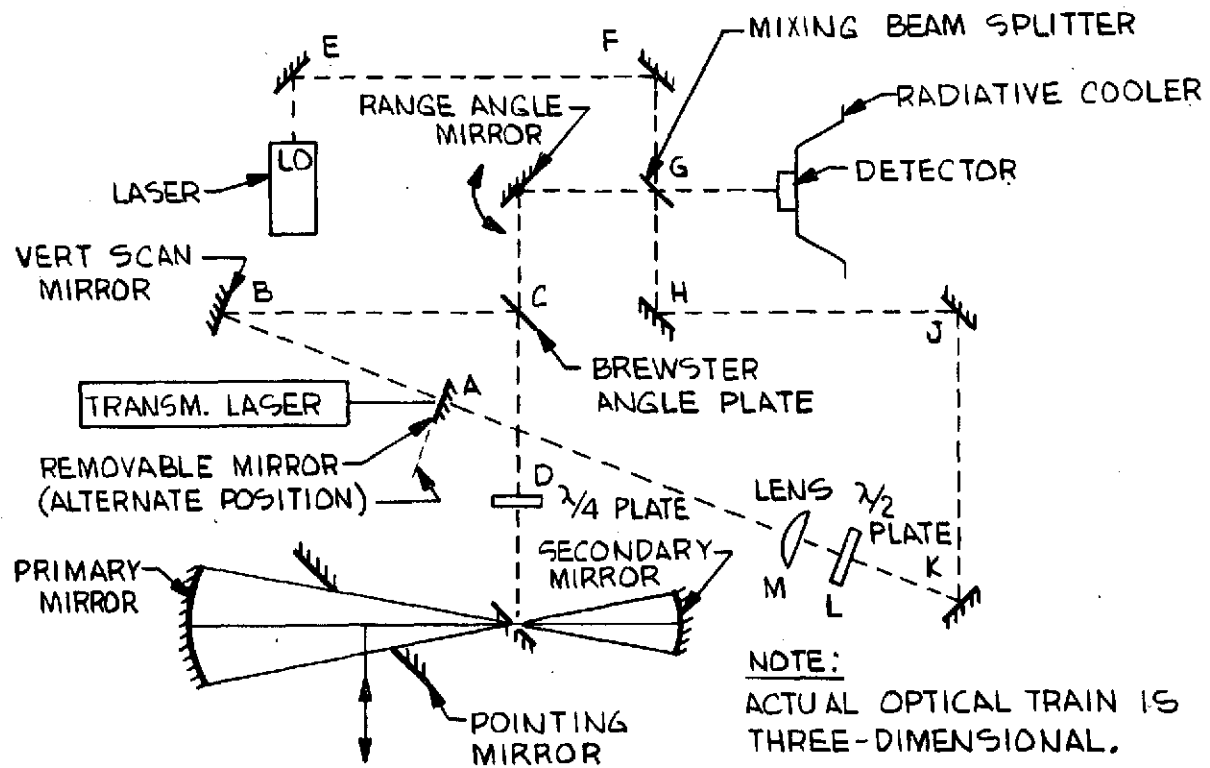 E
F
MIXING BEAM SPLITTER
RANGE ANGLE
MIRROR
RADIATIVE COOLER
LO
LASER
G
DETECTOR
VERT SCAN
MIRROR
B
C
H
J
A
BREWSTER
ANGLE PLATE
TRANSM. LASER
REMOVABLE MIRROR
(ALTERNATE POSITION)
D
λ/4 PLATE
LENS
λ/2
PLATE
K
PRIMARY
MIRROR
SECONDARY
MIRROR
M
L
POINTING
MIRROR
NOTE:
ACTUAL OPTICAL TRAIN IS
THREE-DIMENSIONAL.